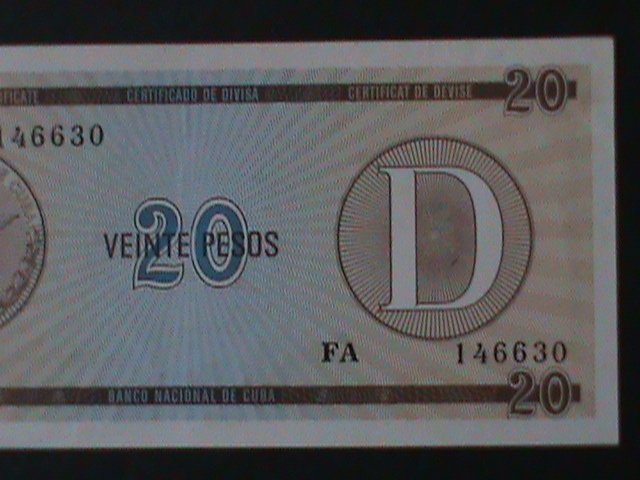 CERTIFICADO DE DIVISA CERTIFICAT DE DEVISE 20
146630
D
20
VEINTE PESOS
FA 146630
BANCO NACIONAL DE CUBA 20